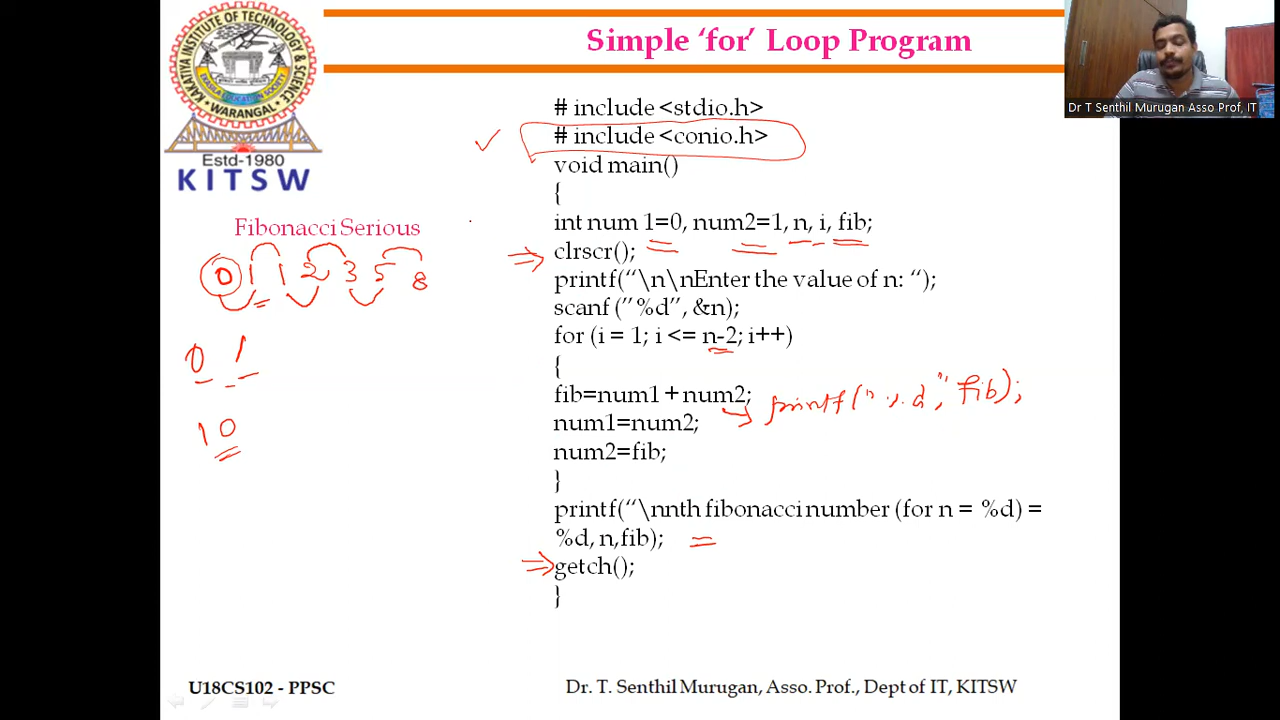 KAKATIYA INSTITUTE OF TECHNOLOGY & SCIENCE
WARANGAL
Estd-1980
KITSW
Simple ‘for’ Loop Program
Dr T Senthil Murugan Asso Prof, IT
# include <stdio.h>
# include <conio.h>
void main()
{
int num 1=0, num2=1, n, i, fib;
clrscr();
printf(“\n\nEnter the value of n: “);
scanf (”%d”, &n);
for (i = 1; i <= n-2; i++)
{
fib=num1 + num2;
printf("%d", fib);
num1=num2;
num2=fib;
}
printf(“\nnth fibonacci number (for n = %d) =
%d, n,fib);
getch();
}
Fibonacci Serious
0 1 1 2 3 5 8
0 1
10
U18CS102 - PPSC
Dr. T. Senthil Murugan, Asso. Prof., Dept of IT, KITSW